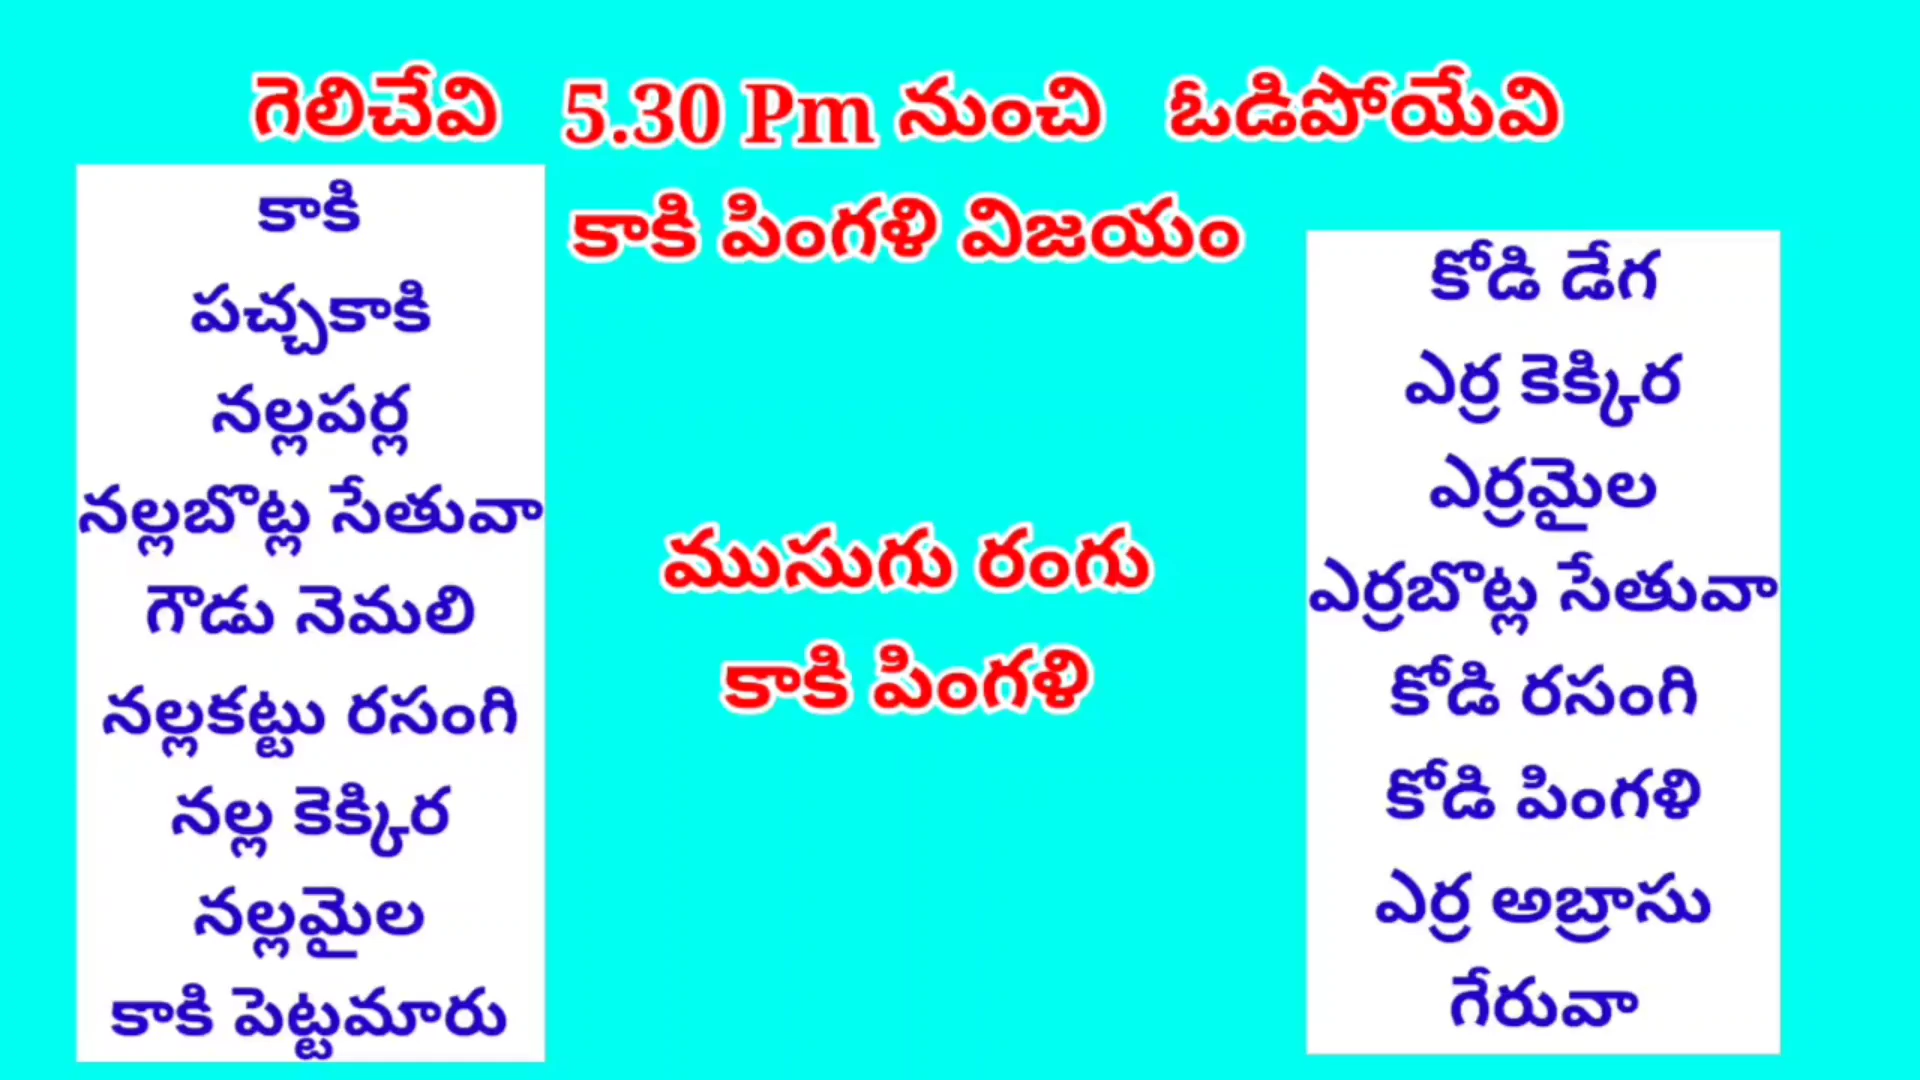 గెలిచేవి 5.30 Pm నుంచి ఓడిపోయేవి
కాకి పింగళి విజయం
కాకి
పచ్చకాకి
నల్లపర్ల
నల్లబొట్ల సేతువా
గౌడు నెమలి
నల్లకట్టు రసంగి
నల్ల కెక్కిర
నల్లమైల
కాకి పెట్టమారు
ముసుగు రంగు
కాకి పింగళి
కోడి డేగ
ఎర్ర కెక్కిర
ఎర్రమైల
ఎర్రబొట్ల సేతువా
కోడి రసంగి
కోడి పింగళి
ఎర్ర అబ్రాసు
గేరువా